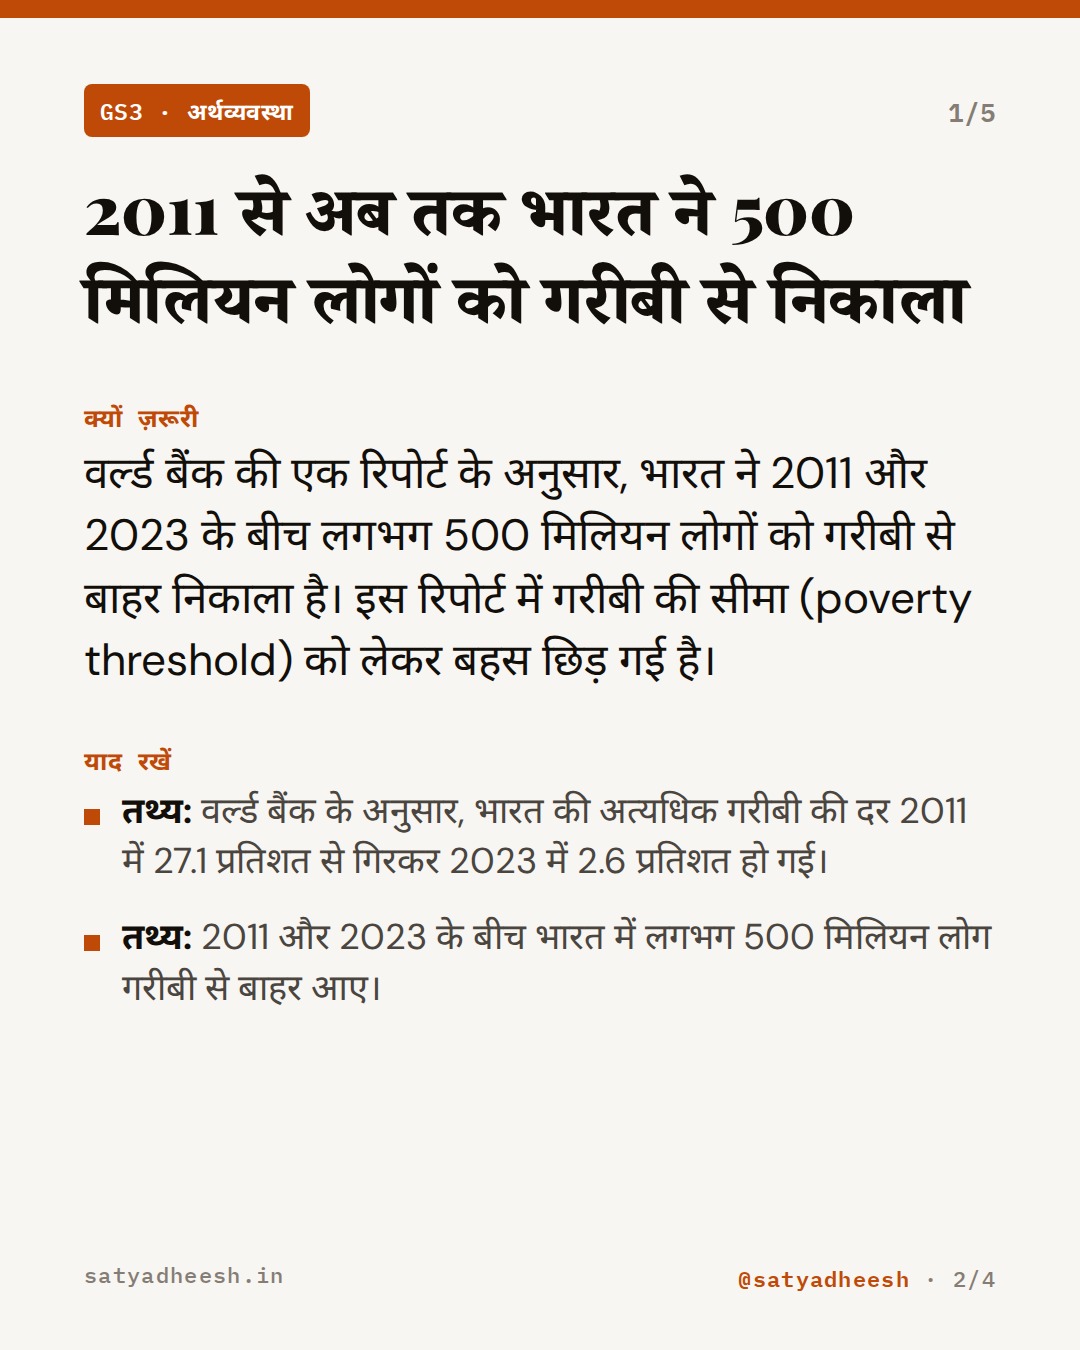 GS3 · अर्थव्यवस्था
1/5
2011 से अब तक भारत ने 500
मिलियन लोगों को गरीबी से निकाला
क्यों ज़रूरी
वर्ल्ड बैंक की एक रिपोर्ट के अनुसार, भारत ने 2011 और
2023 के बीच लगभग 500 मिलियन लोगों को गरीबी से
बाहर निकाला है। इस रिपोर्ट में गरीबी की सीमा (poverty
threshold) को लेकर बहस छिड़ गई है।
याद रखें
तथ्य: वर्ल्ड बैंक के अनुसार, भारत की अत्यधिक गरीबी की दर 2011
में 27.1 प्रतिशत से गिरकर 2023 में 2.6 प्रतिशत हो गई।
तथ्य: 2011 और 2023 के बीच भारत में लगभग 500 मिलियन लोग
गरीबी से बाहर आए।
satyadheesh.in
@satyadheesh · 2/4